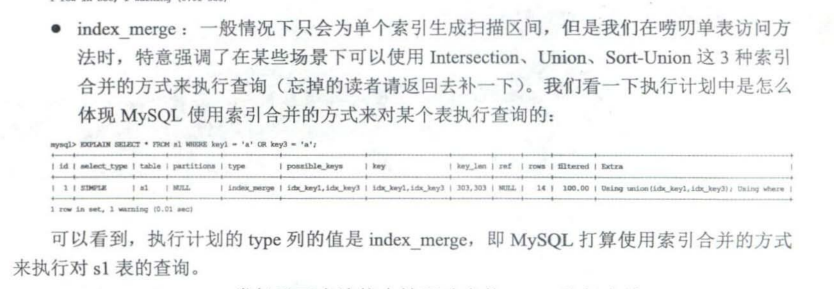 ● index_merge：一般情况下只会为单个索引生成扫描区间，但是我们在唠叨单表访问方
法时，特意强调了在某些场景下可以使用 Intersection、Union、Sort-Union 这 3 种索引
合并的方式来执行查询（忘掉的读者请返回去补一下）。我们看一下执行计划中是怎么
体现 MySQL 使用索引合并的方式来对某个表执行查询的：
mysql> EXPLAIN SELECT * FROM s1 WHERE key1 = 'a' OR key3 = 'a';
| id | select_type | table | partitions | type | possible_keys | key | key_len | ref | rows | filtered | Extra
| 1 | SIMPLE | s1 | NULL | index_merge | idx_key1,idx_key3 | idx_key1,idx_key3 | 303,303 | NULL | 14 | 100.00 | Using union(idx_key1,idx_key3); Using where |
1 row in set, 1 warning (0.01 sec)
可以看到，执行计划的 type 列的值是 index_merge，即 MySQL 打算使用索引合并的方式
来执行对 s1 表的查询。